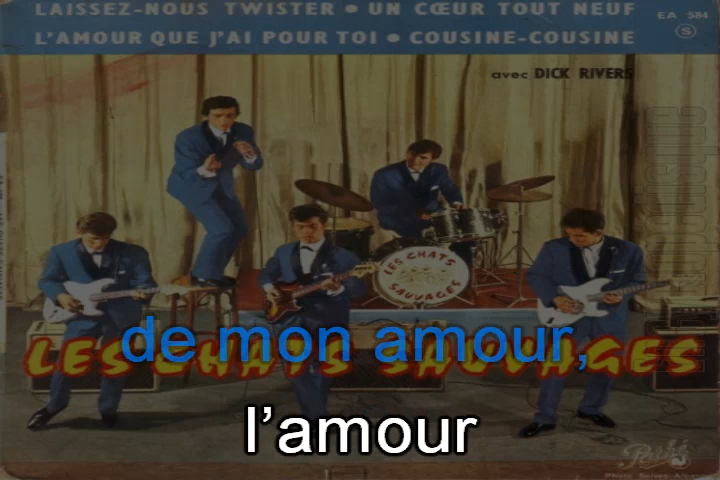 LAISSEZ-NOUS TWISTER • UN CŒUR TOUT NEUF
EA 584
L'AMOUR QUE J'AI POUR TOI • COUSINE-COUSINE
S
avec DICK RIVERS
LES CHATS
SAUVAGES
LES CHATS SAUVAGES
de mon amour,
l’amour
Pathé